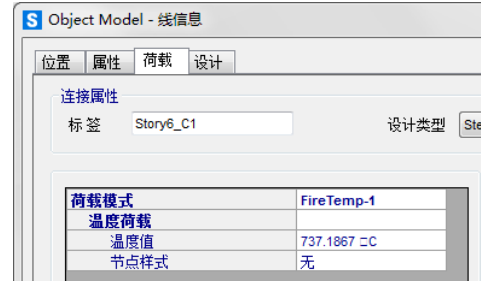 S Object Model - 线信息
位置 属性 荷载 设计
连接属性
标 签 Story6_C1 设计类型 Ste
荷载模式 FireTemp-1
温度荷载
温度值 737.1867 □C
节点样式 无